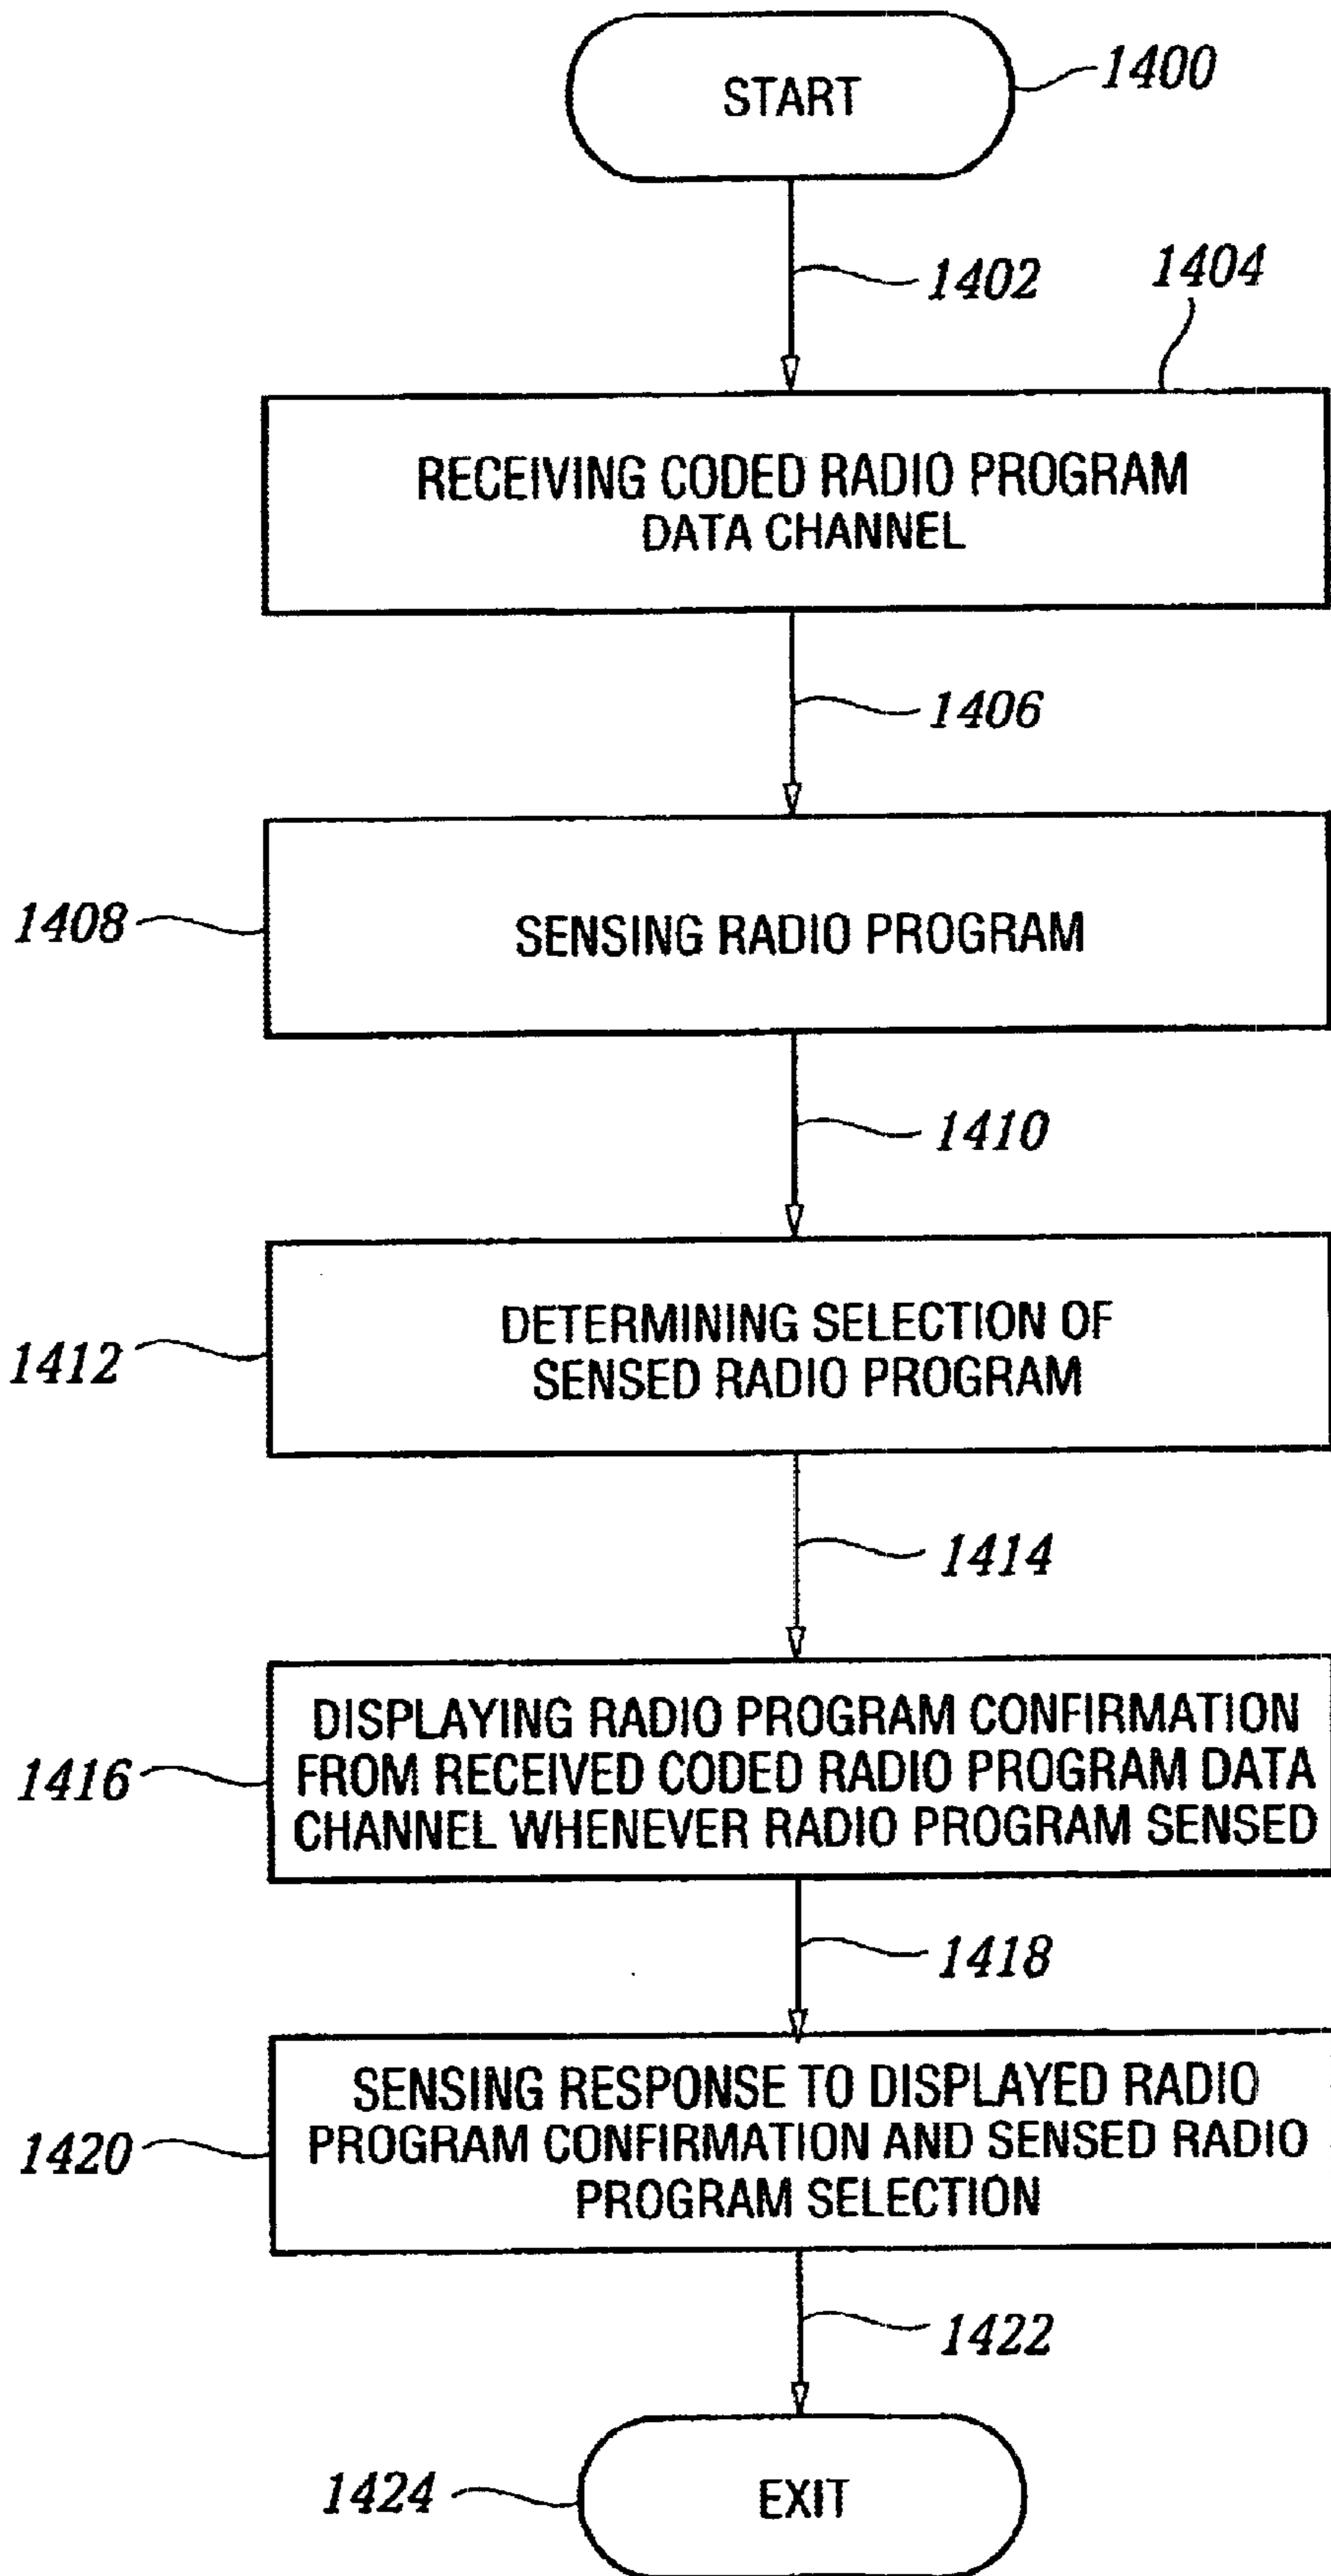 START
1400
1402
1404
RECEIVING CODED RADIO PROGRAM
DATA CHANNEL
1406
1408
SENSING RADIO PROGRAM
1410
1412
DETERMINING SELECTION OF
SENSED RADIO PROGRAM
1414
1416
DISPLAYING RADIO PROGRAM CONFIRMATION
FROM RECEIVED CODED RADIO PROGRAM DATA
CHANNEL WHENEVER RADIO PROGRAM SENSED
1418
1420
SENSING RESPONSE TO DISPLAYED RADIO
PROGRAM CONFIRMATION AND SENSED RADIO
PROGRAM SELECTION
1422
1424
EXIT